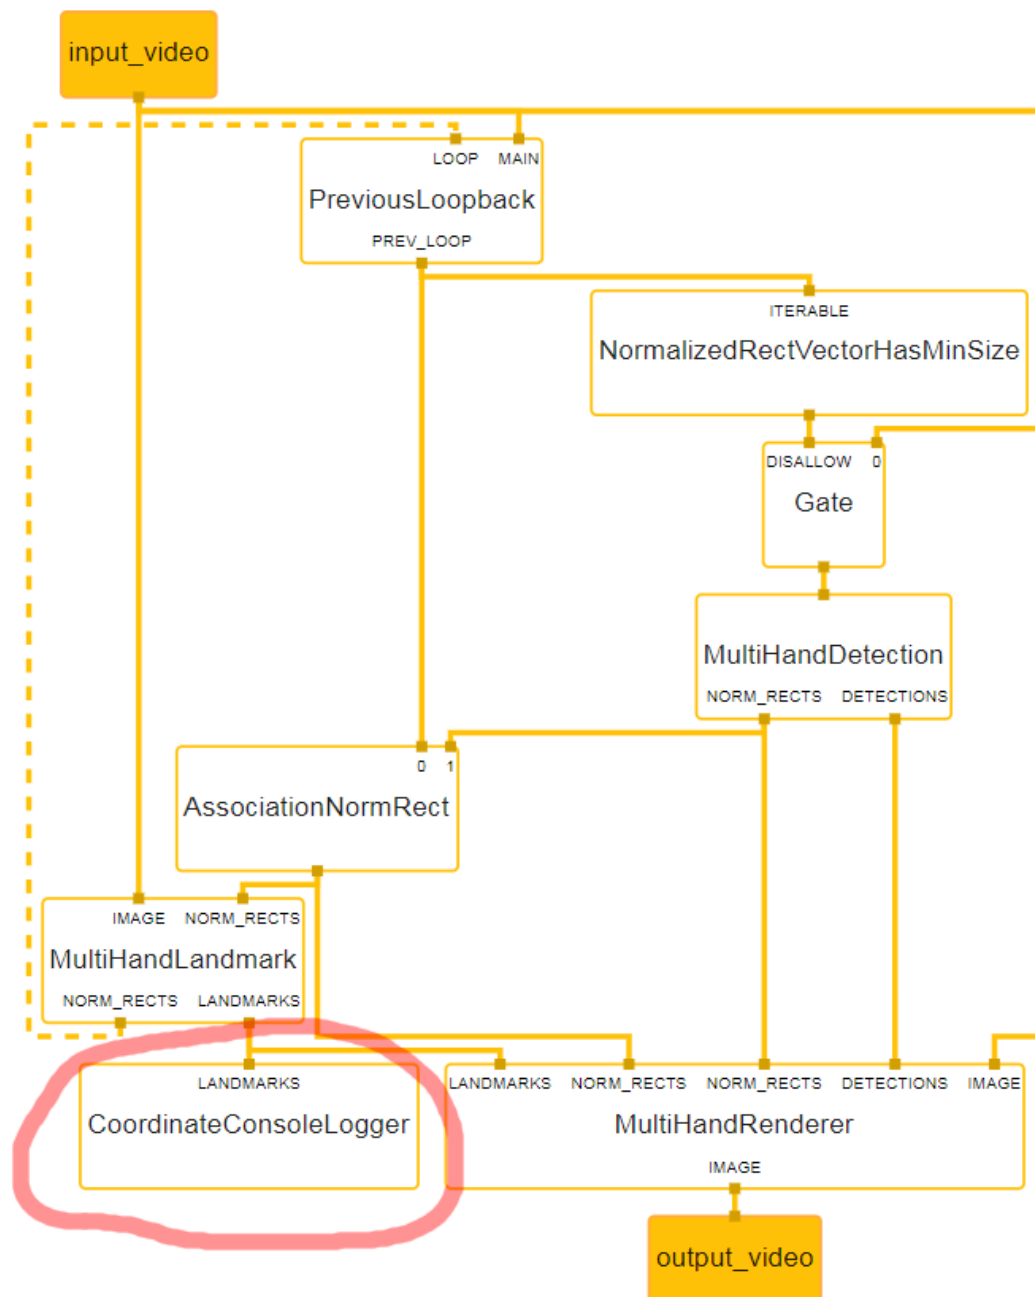 input_video
LOOP MAIN
PreviousLoopback
PREV_LOOP
ITERABLE
NormalizedRectVectorHasMinSize
DISALLOW 0
Gate
MultiHandDetection
NORM_RECTS DETECTIONS
0 1
AssociationNormRect
IMAGE NORM_RECTS
MultiHandLandmark
NORM_RECTS LANDMARKS
LANDMARKS
CoordinateConsoleLogger
LANDMARKS NORM_RECTS NORM_RECTS DETECTIONS IMAGE
MultiHandRenderer
IMAGE
output_video